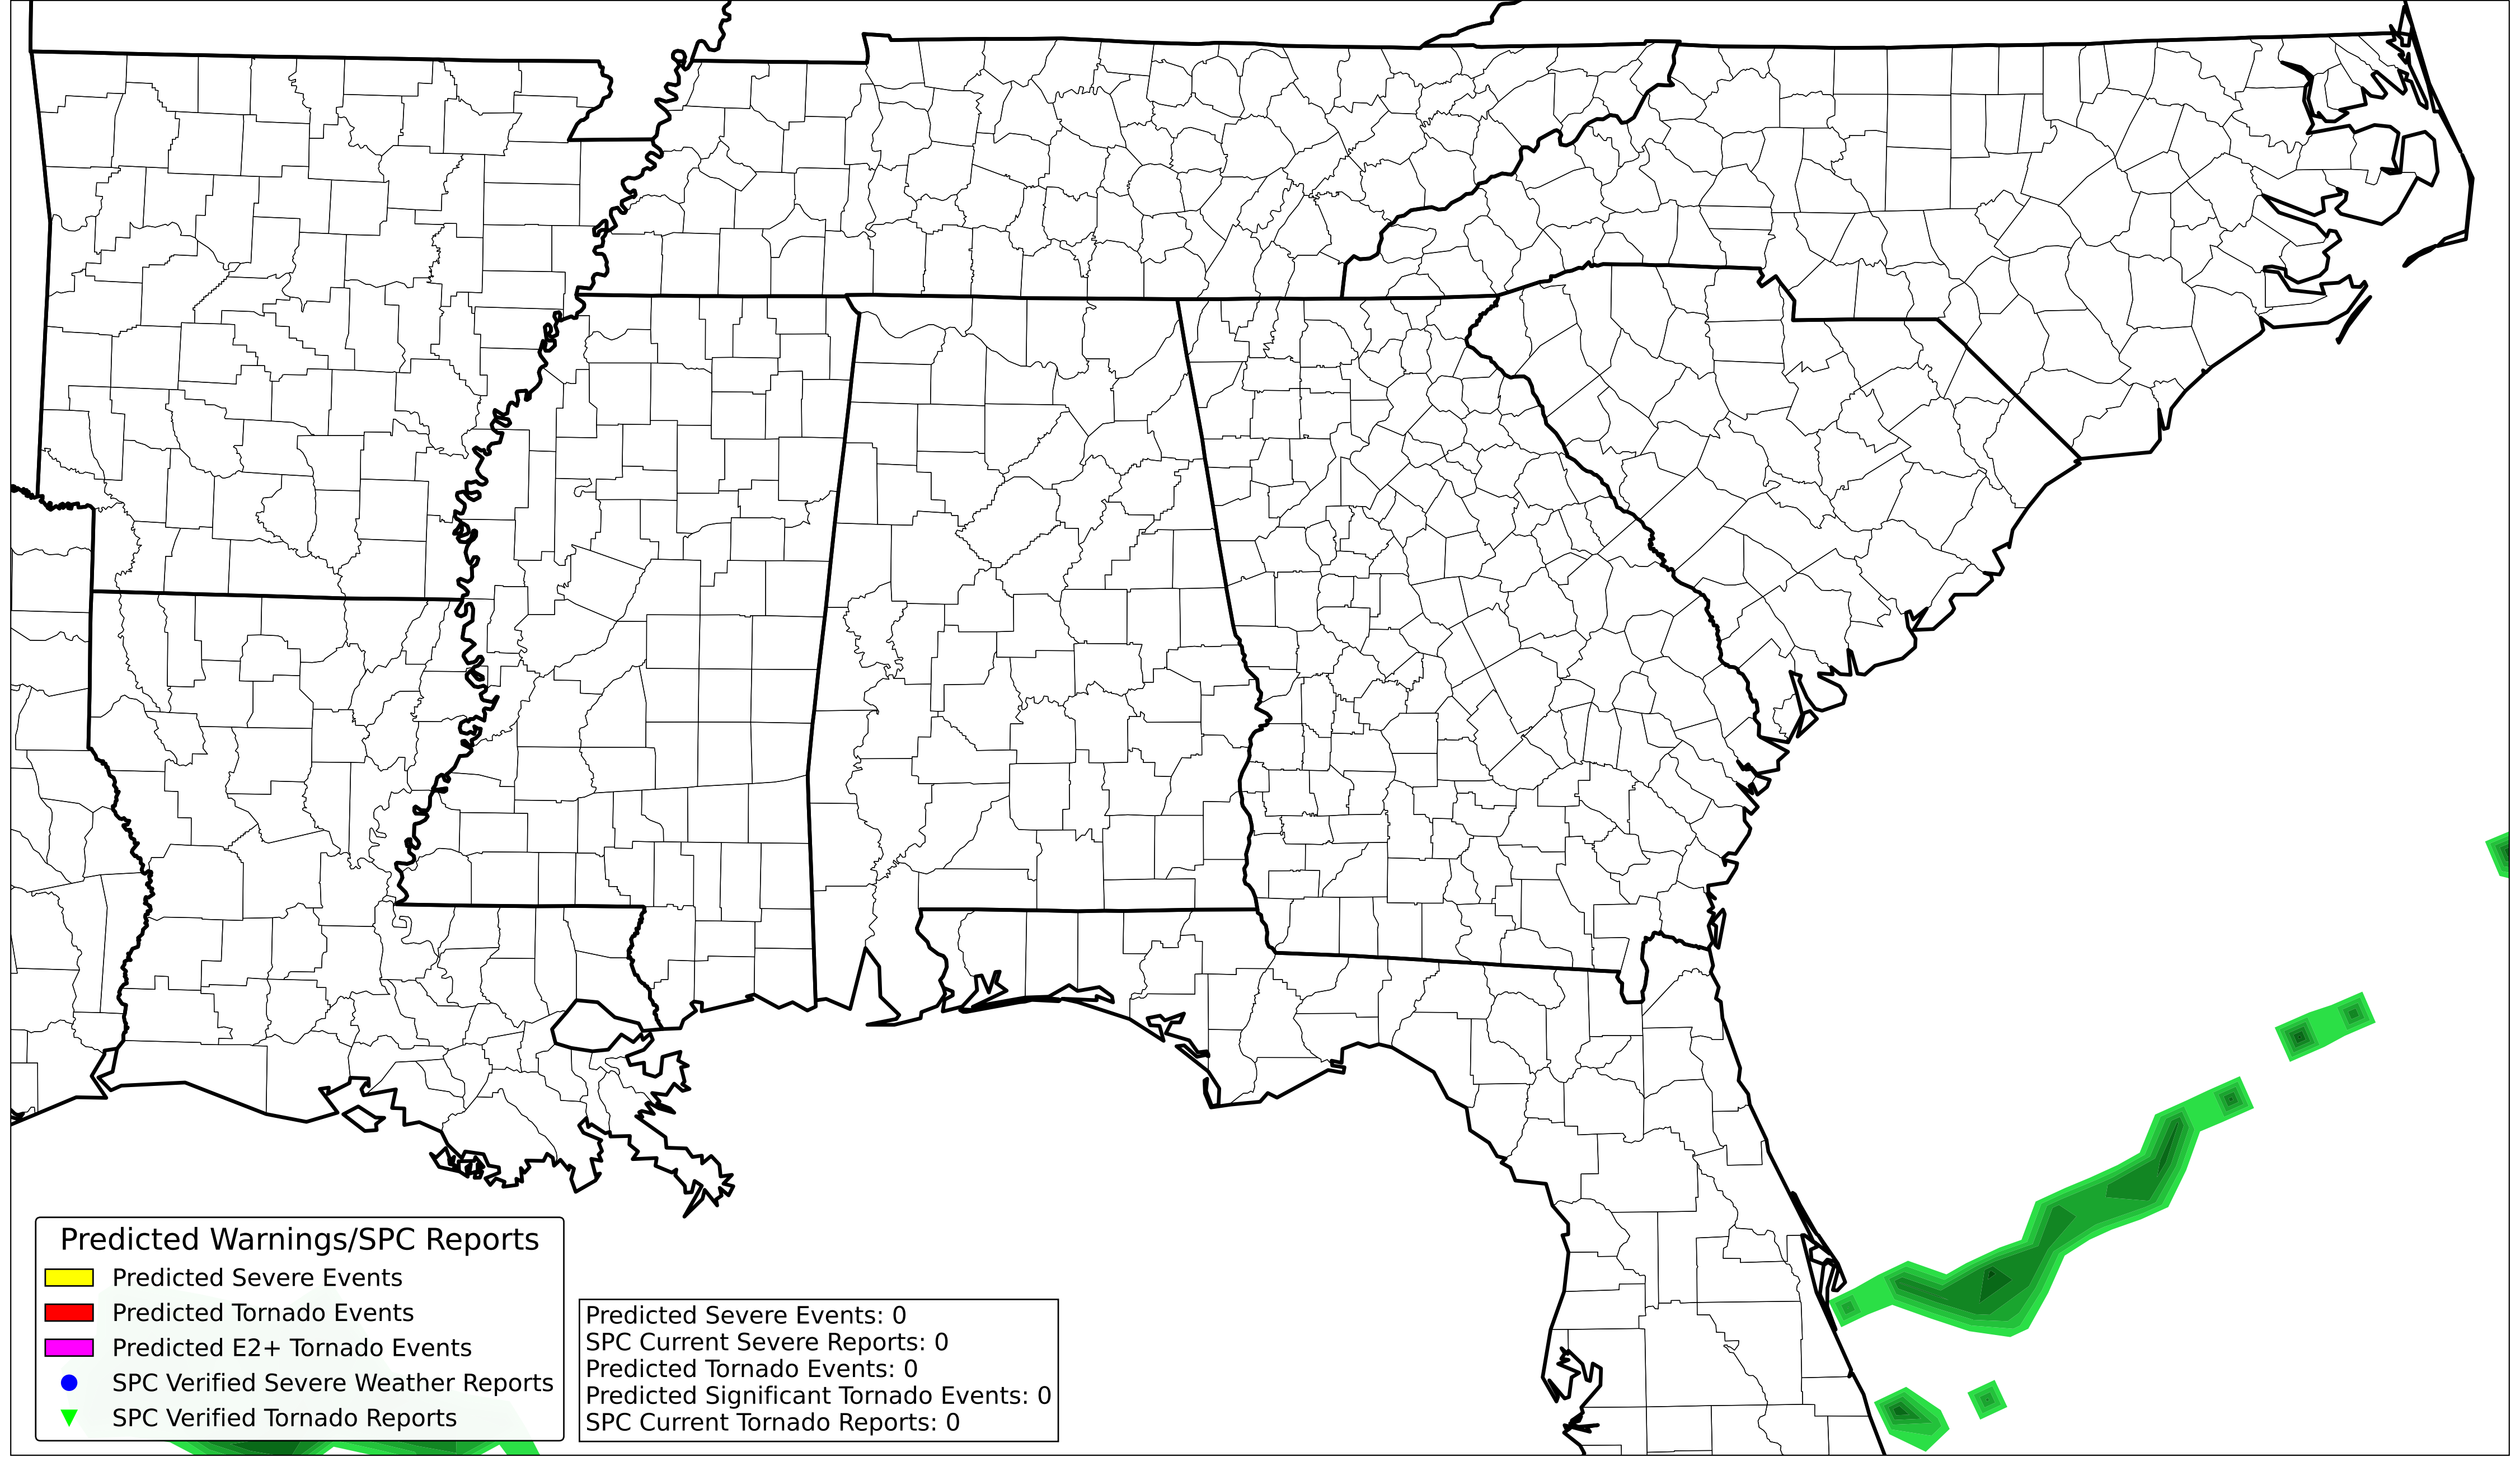 Predicted Warnings/SPC Reports
Predicted Severe Events
Predicted Tornado Events
Predicted E2+ Tornado Events
SPC Verified Severe Weather Reports
SPC Verified Tornado Reports
Predicted Severe Events: 0
SPC Current Severe Reports: 0
Predicted Tornado Events: 0
Predicted Significant Tornado Events: 0
SPC Current Tornado Reports: 0